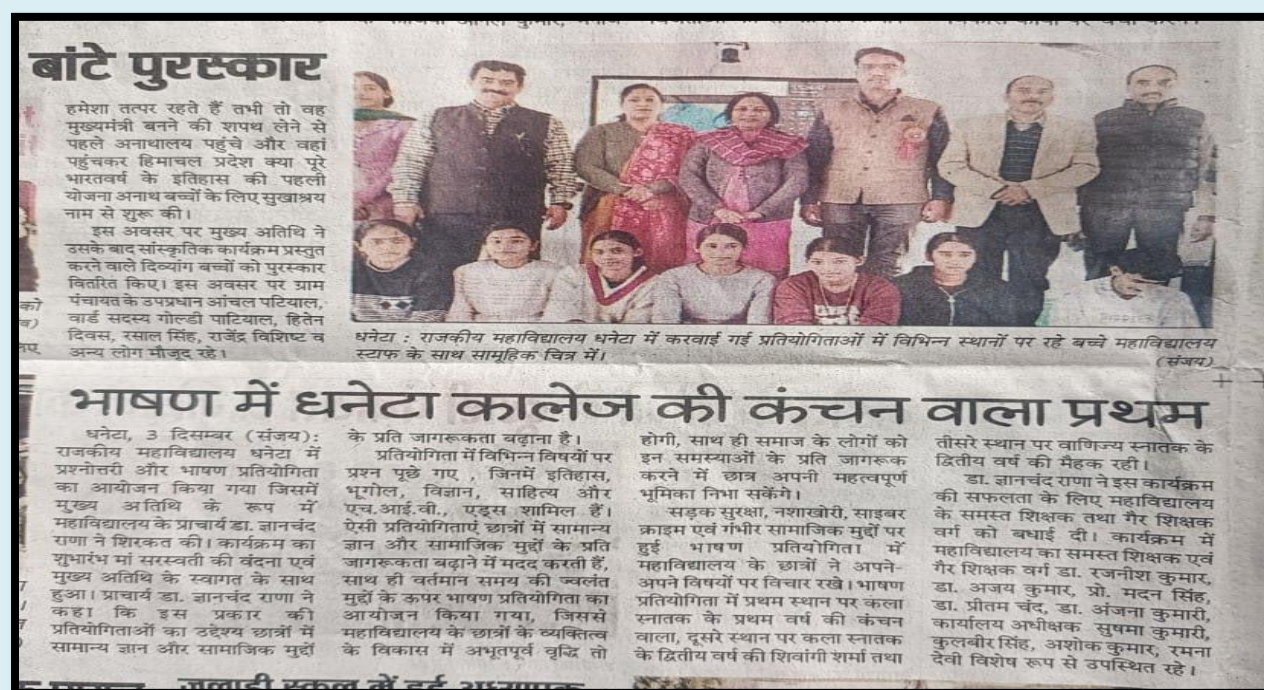 बांटे पुरस्कार
हमेशा तत्पर रहते हैं तभी तो वह
मुख्यमंत्री बनने की शपथ लेने से
पहले अनाथालय पहुंचे और वहां
पहुंचकर हिमाचल प्रदेश क्या पूरे
भारतवर्ष के इतिहास की पहली
योजना अनाथ बच्चों के लिए सुखाश्रय
नाम से शुरू की।
इस अवसर पर मुख्य अतिथि ने
उसके बाद सांस्कृतिक कार्यक्रम प्रस्तुत
करने वाले दिव्यांग बच्चों को पुरस्कार
वितरित किए। इस अवसर पर ग्राम
पंचायत के उपप्रधान आंचल पटियाल,
वार्ड सदस्य गोल्डी पाटियाल, हितेन
दिवस, रसाल सिंह, राजेंद्र विशिष्ट व
अन्य लोग मौजूद रहे।
धनेटा : राजकीय महाविद्यालय धनेटा में करवाई गई प्रतियोगिताओं में विभिन्न स्थानों पर रहे बच्चे महाविद्यालय
स्टाफ के साथ सामूहिक चित्र में।
(संजय)
भाषण में धनेटा कालेज की कंचन वाला प्रथम
धनेटा, 3 दिसम्बर (संजय):
राजकीय महाविद्यालय धनेटा में
प्रश्नोत्तरी और भाषण प्रतियोगिता
का आयोजन किया गया जिसमें
मुख्य अतिथि के रूप में
महाविद्यालय के प्राचार्य डा. ज्ञानचंद
राणा ने शिरकत की। कार्यक्रम का
शुभारंभ मां सरस्वती की वंदना एवं
मुख्य अतिथि के स्वागत के साथ
हुआ। प्राचार्य डा. ज्ञानचंद राणा ने
कहा कि इस प्रकार की
प्रतियोगिताओं का उद्देश्य छात्रों में
सामान्य ज्ञान और सामाजिक मुद्दों
के प्रति जागरूकता बढ़ाना है।
प्रतियोगिता में विभिन्न विषयों पर
प्रश्न पूछे गए , जिनमें इतिहास,
भूगोल, विज्ञान, साहित्य और
एच.आई.वी., एड्स शामिल हैं।
ऐसी प्रतियोगिताएं छात्रों में सामान्य
ज्ञान और सामाजिक मुद्दों के प्रति
जागरूकता बढ़ाने में मदद करती हैं,
साथ ही वर्तमान समय की ज्वलंत
मुद्दों के ऊपर भाषण प्रतियोगिता का
आयोजन किया गया, जिससे
महाविद्यालय के छात्रों के व्यक्तित्व
के विकास में अभूतपूर्व वृद्धि तो
होगी, साथ ही समाज के लोगों को
इन समस्याओं के प्रति जागरूक
करने में छात्र अपनी महत्वपूर्ण
भूमिका निभा सकेंगे।
सड़क सुरक्षा, नशाखोरी, साइबर
क्राइम एवं गंभीर सामाजिक मुद्दों पर
हुई भाषण प्रतियोगिता में
महाविद्यालय के छात्रों ने अपने-
अपने विषयों पर विचार रखे। भाषण
प्रतियोगिता में प्रथम स्थान पर कला
स्नातक के प्रथम वर्ष की कंचन
वाला, दूसरे स्थान पर कला स्नातक
के द्वितीय वर्ष की शिवांगी शर्मा तथा
तीसरे स्थान पर वाणिज्य स्नातक के
द्वितीय वर्ष की मैहक रही।
डा. ज्ञानचंद राणा ने इस कार्यक्रम
की सफलता के लिए महाविद्यालय
के समस्त शिक्षक तथा गैर शिक्षक
वर्ग को बधाई दी। कार्यक्रम में
महाविद्यालय का समस्त शिक्षक एवं
गैर शिक्षक वर्ग डा. रजनीश कुमार,
डा. अजय कुमार, प्रो. मदन सिंह,
डा. प्रीतम चंद, डा. अंजना कुमारी,
कार्यालय अधीक्षक सुषमा कुमारी,
कुलबीर सिंह, अशोक कुमार, रमना
देवी विशेष रूप से उपस्थित रहे।